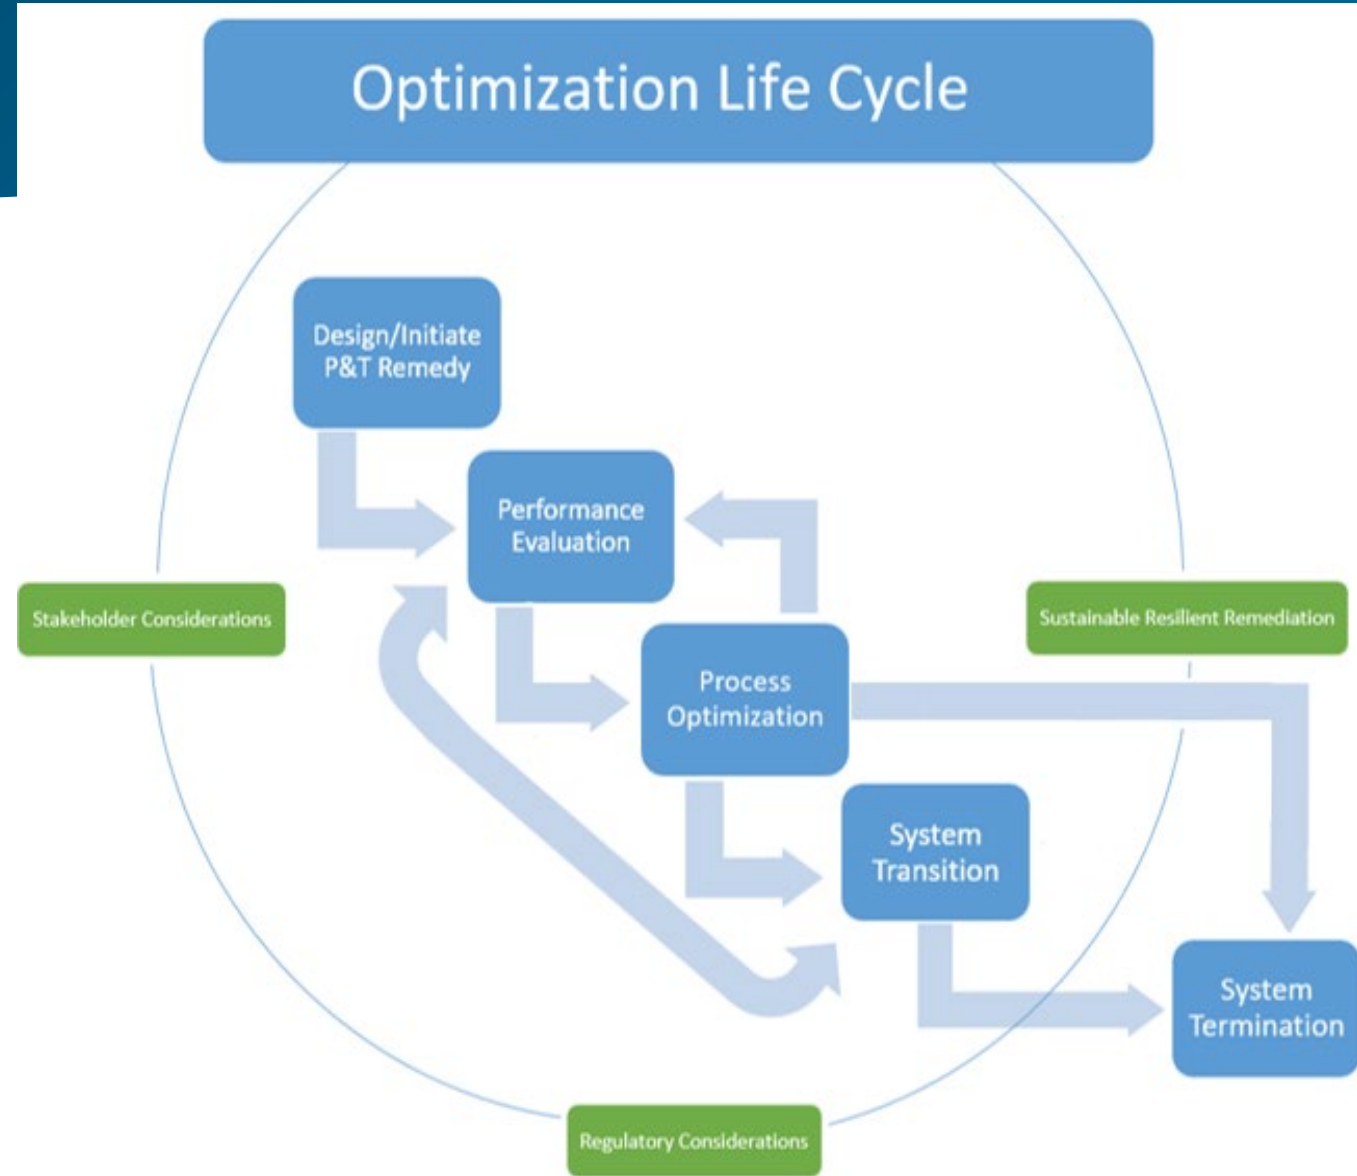 Optimization Life Cycle
Design/Initiate
P&T Remedy
Performance
Evaluation
Stakeholder Considerations
Sustainable Resilient Remediation
Process
Optimization
System
Transition
System
Termination
Regulatory Considerations